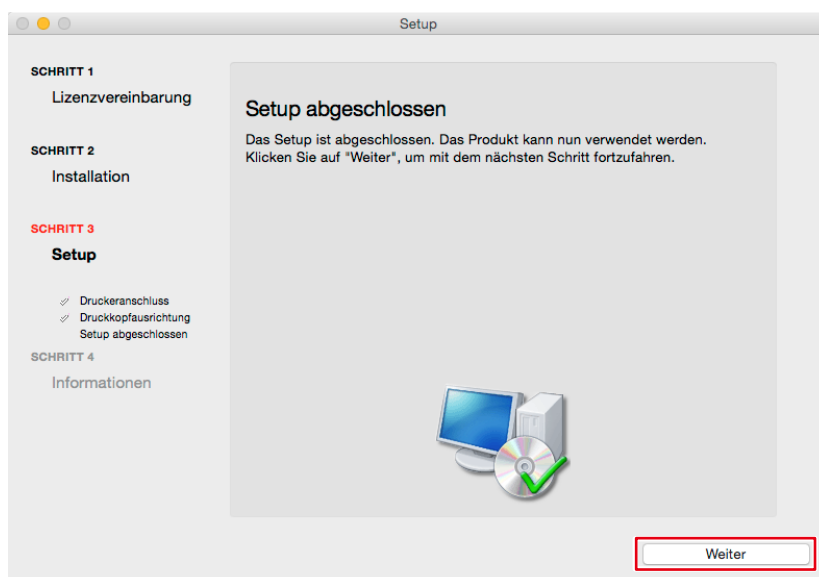 Setup
SCHRITT 1
Lizenzvereinbarung
SCHRITT 2
Installation
SCHRITT 3
Setup
Druckeranschluss
Druckkopfausrichtung
Setup abgeschlossen
SCHRITT 4
Informationen
Setup abgeschlossen
Das Setup ist abgeschlossen. Das Produkt kann nun verwendet werden.
Klicken Sie auf "Weiter", um mit dem nächsten Schritt fortzufahren.
Weiter